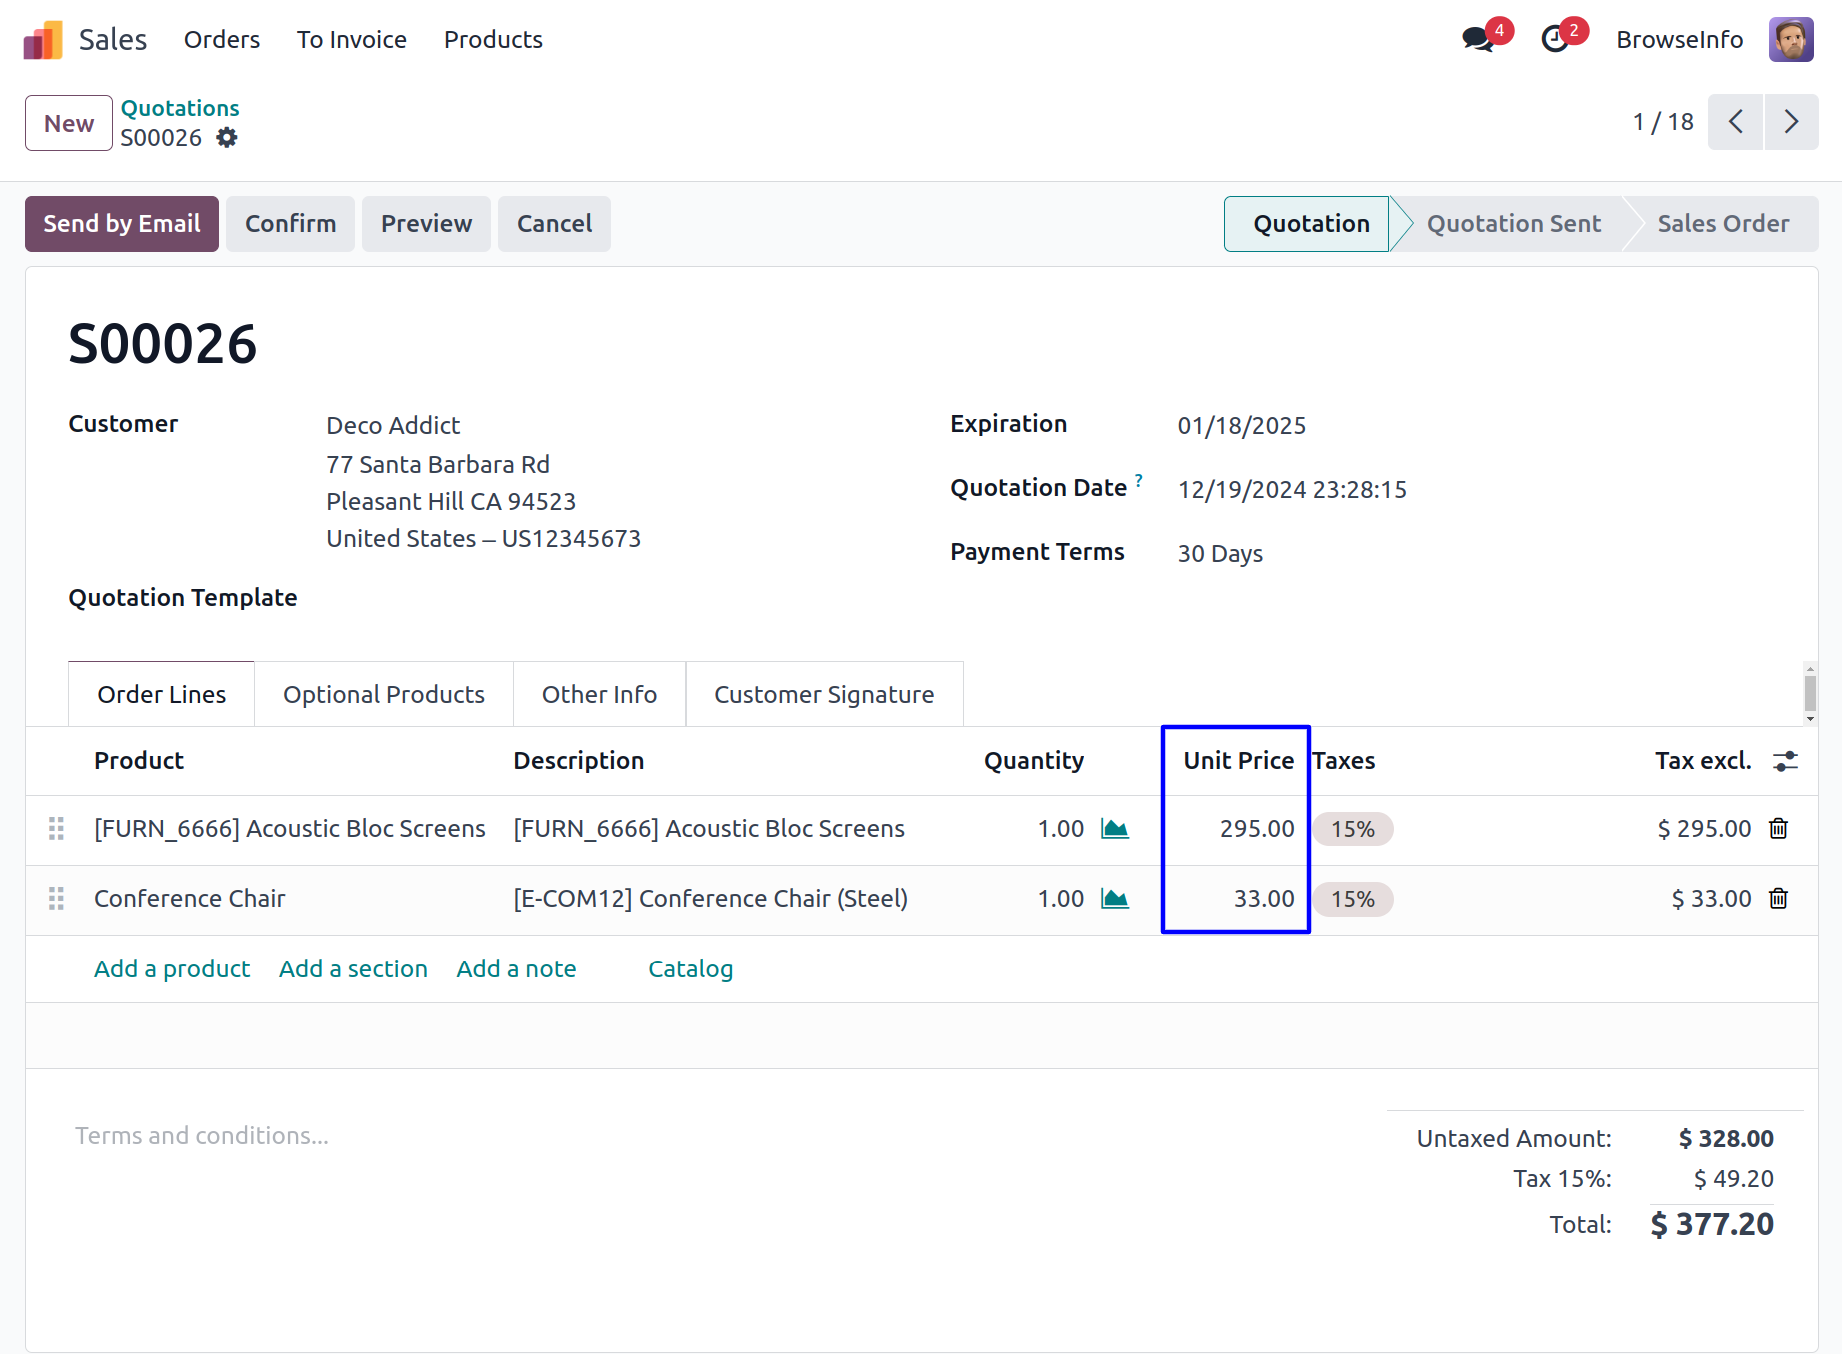 Sales Orders To Invoice Products 4 2 BrowseInfo
New Quotations
S00026
1 / 18
Send by Email Confirm Preview Cancel Quotation Quotation Sent Sales Order
S00026
Customer Deco Addict
77 Santa Barbara Rd
Pleasant Hill CA 94523
United States – US12345673
Quotation Template
Expiration 01/18/2025
Quotation Date ? 12/19/2024 23:28:15
Payment Terms 30 Days
Order Lines Optional Products Other Info Customer Signature
Product Description Quantity Unit Price Taxes Tax excl.
[FURN_6666] Acoustic Bloc Screens [FURN_6666] Acoustic Bloc Screens 1.00 295.00 15% $ 295.00
Conference Chair [E-COM12] Conference Chair (Steel) 1.00 33.00 15% $ 33.00
Add a product Add a section Add a note Catalog
Terms and conditions...
Untaxed Amount: $ 328.00
Tax 15%: $ 49.20
Total: $ 377.20